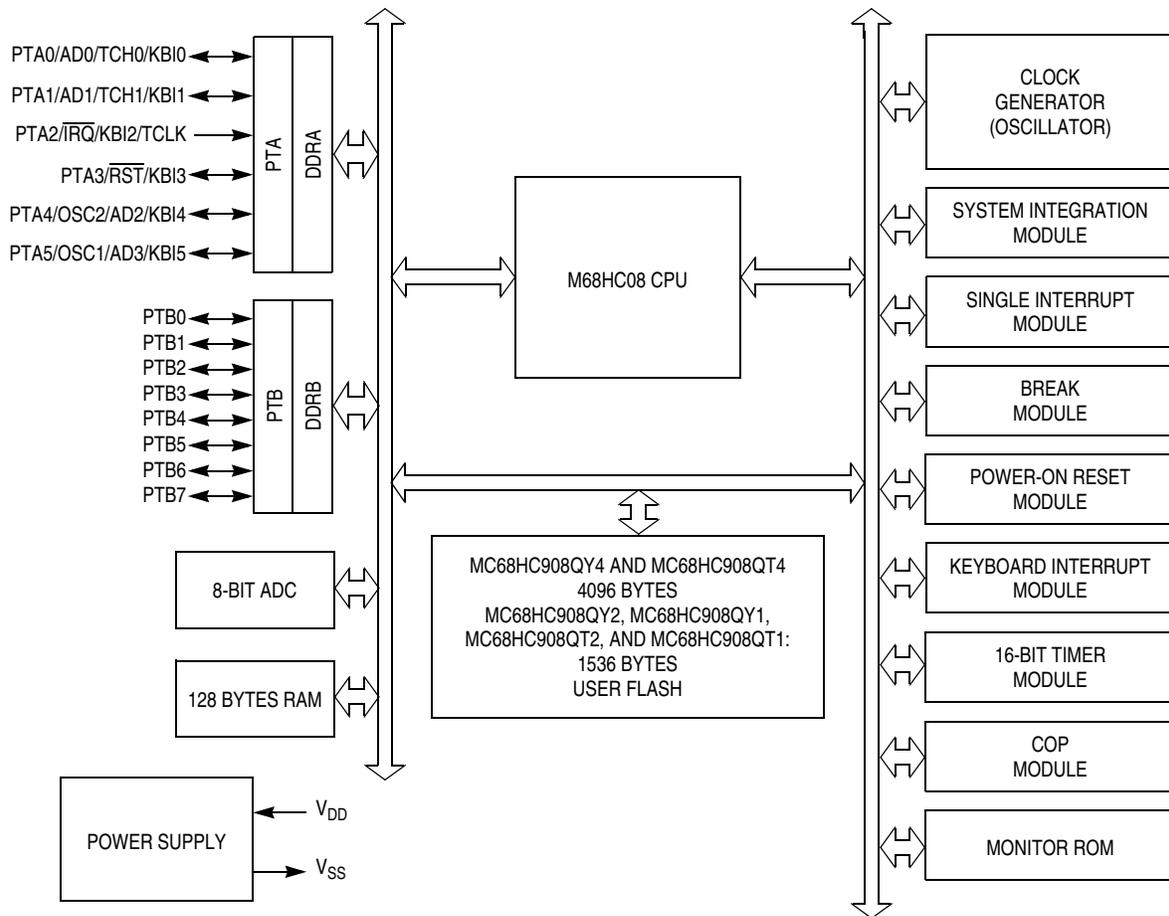 PTA0/AD0/TCH0/KBI0
PTA1/AD1/TCH1/KBI1
PTA2/IRQ/KBI2/TCLK
PTA3/RST/KBI3
PTA4/OSC2/AD2/KBI4
PTA5/OSC1/AD3/KBI5
PTA
DDRA
PTB0
PTB1
PTB2
PTB3
PTB4
PTB5
PTB6
PTB7
PTB
DDRB
8-BIT ADC
128 BYTES RAM
POWER SUPPLY
VDD
VSS
M68HC08 CPU
MC68HC908QY4 AND MC68HC908QT4
4096 BYTES
MC68HC908QY2, MC68HC908QY1,
MC68HC908QT2, AND MC68HC908QT1:
1536 BYTES
USER FLASH
CLOCK
GENERATOR
(OSCILLATOR)
SYSTEM INTEGRATION
MODULE
SINGLE INTERRUPT
MODULE
BREAK
MODULE
POWER-ON RESET
MODULE
KEYBOARD INTERRUPT
MODULE
16-BIT TIMER
MODULE
COP
MODULE
MONITOR ROM